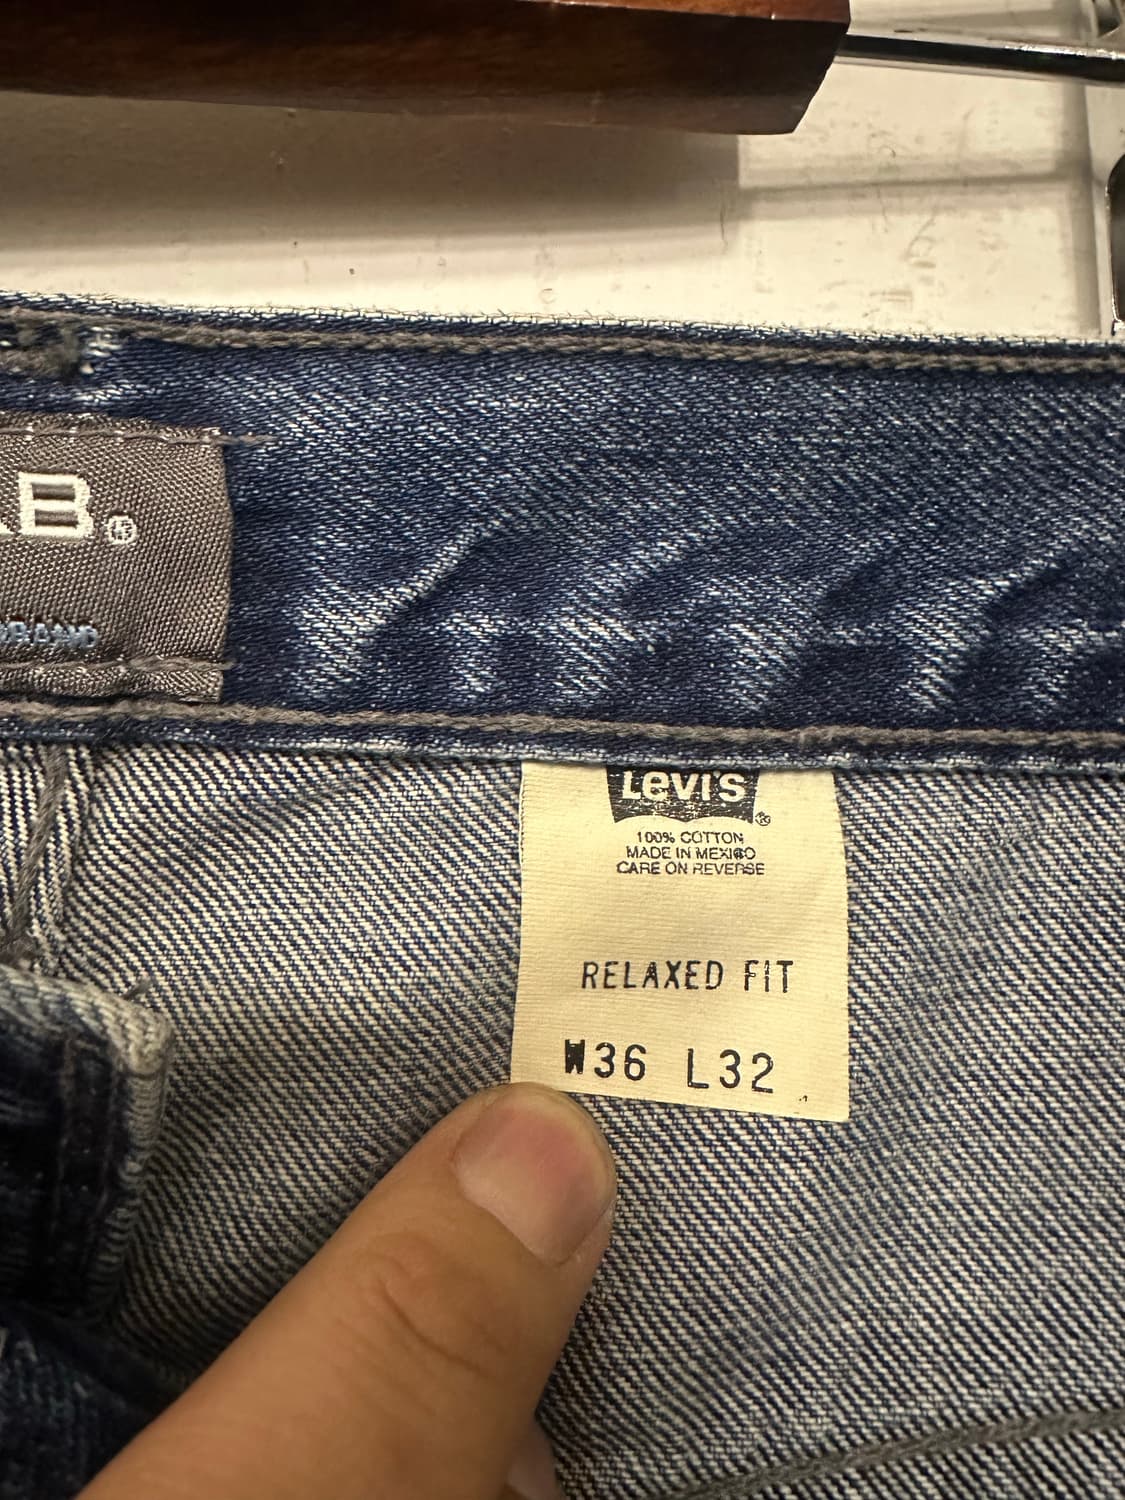 B.®
Levi's
®
100% COTTON
MADE IN MEXICO
CARE ON REVERSE
RELAXED FIT
W36 L32